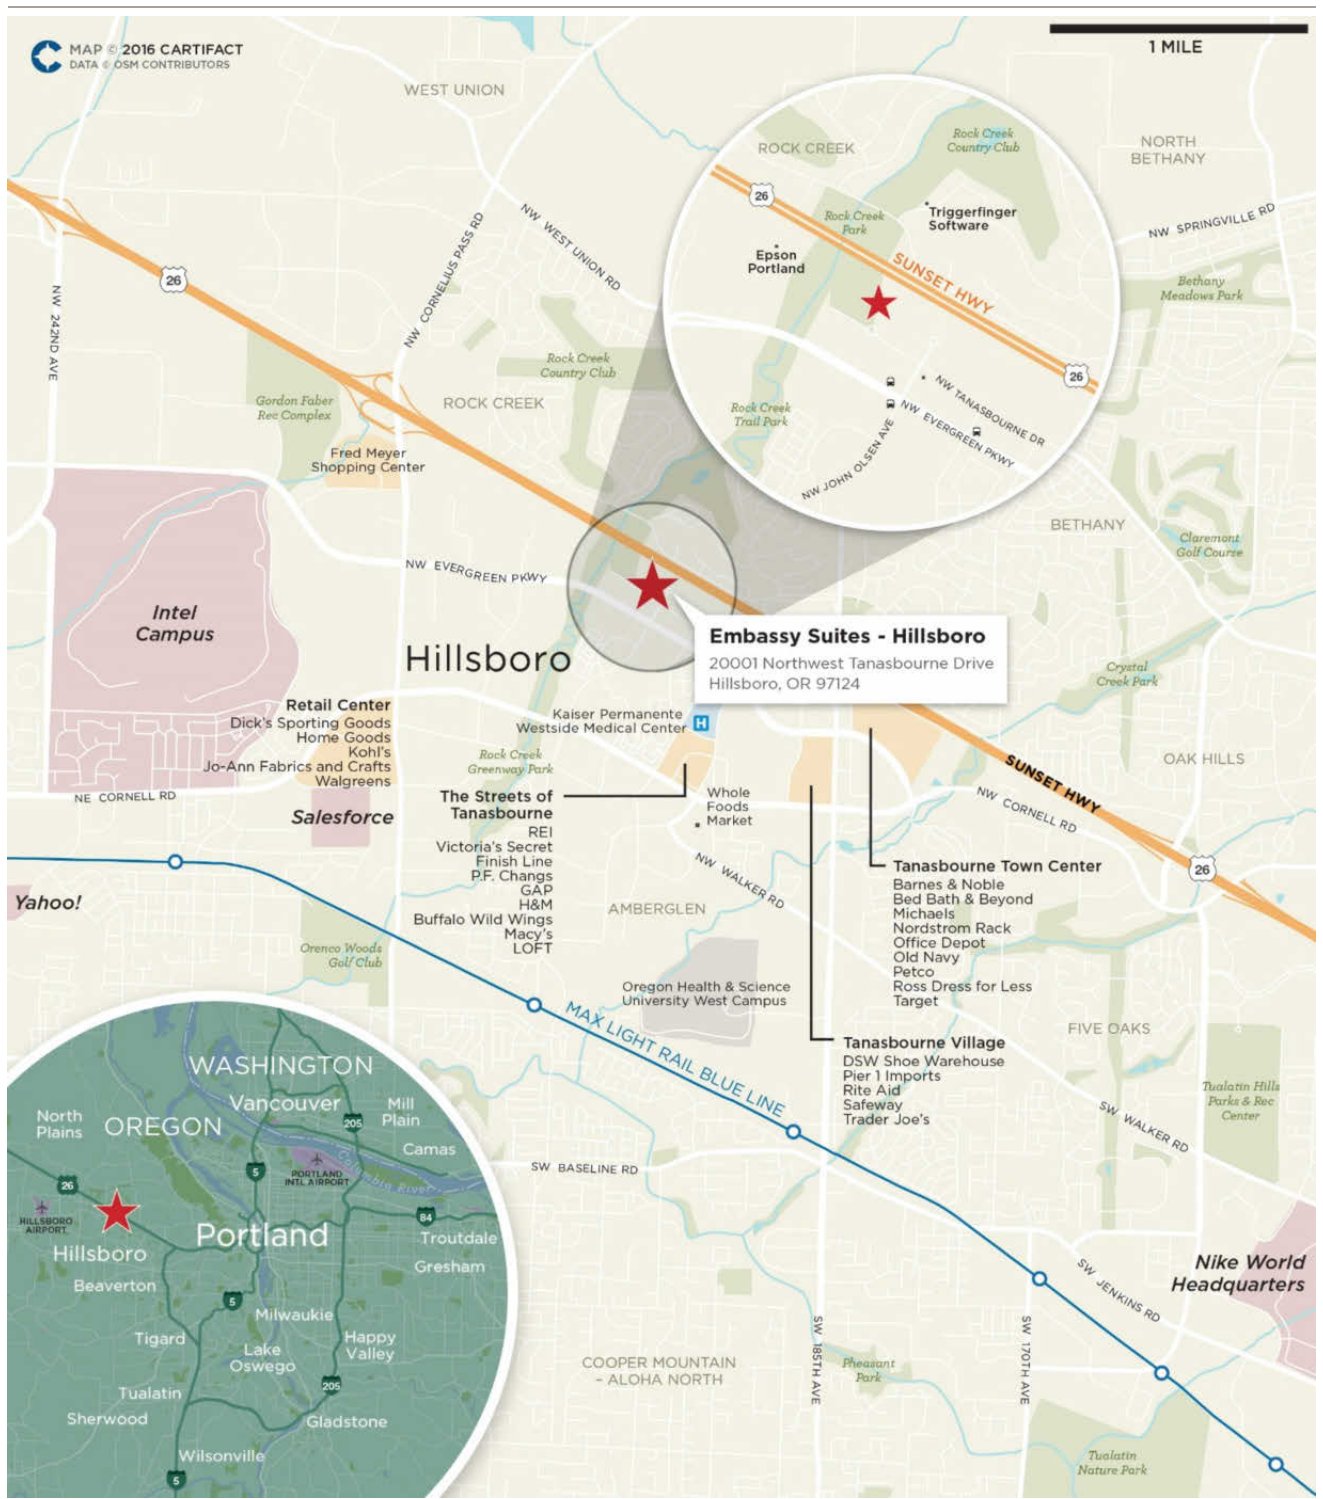 MAP © 2016 CARTIFACT
DATA © OSM CONTRIBUTORS
1 MILE
WEST UNION
NORTH
BETHANY
ROCK CREEK
Rock Creek
Country Club
26
Rock Creek
Park
Triggerfinger
Software
Epson
Portland
SUNSET HWY
26
Rock Creek
Trail Park
NW TANASBOURNE DR
NW EVERGREEN PKWY
NW JOHN OLSEN AVE
NW SPRINGVILLE RD
Bethany
Meadows Park
NW WEST UNION RD
NW CORNELIUS PASS RD
26
NW 242ND AVE
Rock Creek
Country Club
Gordon Faber
Rec Complex
ROCK CREEK
Fred Meyer
Shopping Center
BETHANY
Claremont
Golf Course
NW EVERGREEN PKWY
Intel
Campus
Hillsboro
Embassy Suites - Hillsboro
20001 Northwest Tanasbourne Drive
Hillsboro, OR 97124
Crystal
Creek Park
Retail Center
Dick's Sporting Goods
Home Goods
Kohl's
Jo-Ann Fabrics and Crafts
Walgreens
Kaiser Permanente
Westside Medical Center
H
Rock Creek
Greenway Park
OAK HILLS
SUNSET HWY
NE CORNELL RD
NW CORNELL RD
Salesforce
The Streets of
Tanasbourne
REI
Victoria's Secret
Finish Line
P.F. Changs
GAP
H&M
Buffalo Wild Wings
Macy's
LOFT
Whole
Foods
Market
NW WALKER RD
26
Tanasbourne Town Center
Barnes & Noble
Bed Bath & Beyond
Michaels
Nordstrom Rack
Office Depot
Old Navy
Petco
Ross Dress for Less
Target
Yahoo!
AMBERGLEN
Orenco Woods
Golf Club
Oregon Health & Science
University West Campus
MAX LIGHT RAIL BLUE LINE
FIVE OAKS
Tanasbourne Village
DSW Shoe Warehouse
Pier 1 Imports
Rite Aid
Safeway
Trader Joe's
Tualatin Hills
Parks & Rec
Center
SW WALKER RD
SW BASELINE RD
Nike World
Headquarters
SW JENKINS RD
SW 185TH AVE
SW 170TH AVE
COOPER MOUNTAIN
- ALOHA NORTH
Pheasant
Park
Tualatin
Nature Park
WASHINGTON
Vancouver
Mill
Plain
North
Plains
OREGON
205
Camas
5
PORTLAND
INTL AIRPORT
Columbia River
26
HILLSBORO
AIRPORT
84
Portland
Troutdale
Hillsboro
Gresham
Beaverton
5
Milwaukie
Tigard
Happy
Valley
Lake
Oswego
205
Tualatin
Sherwood
Gladstone
Wilsonville
5